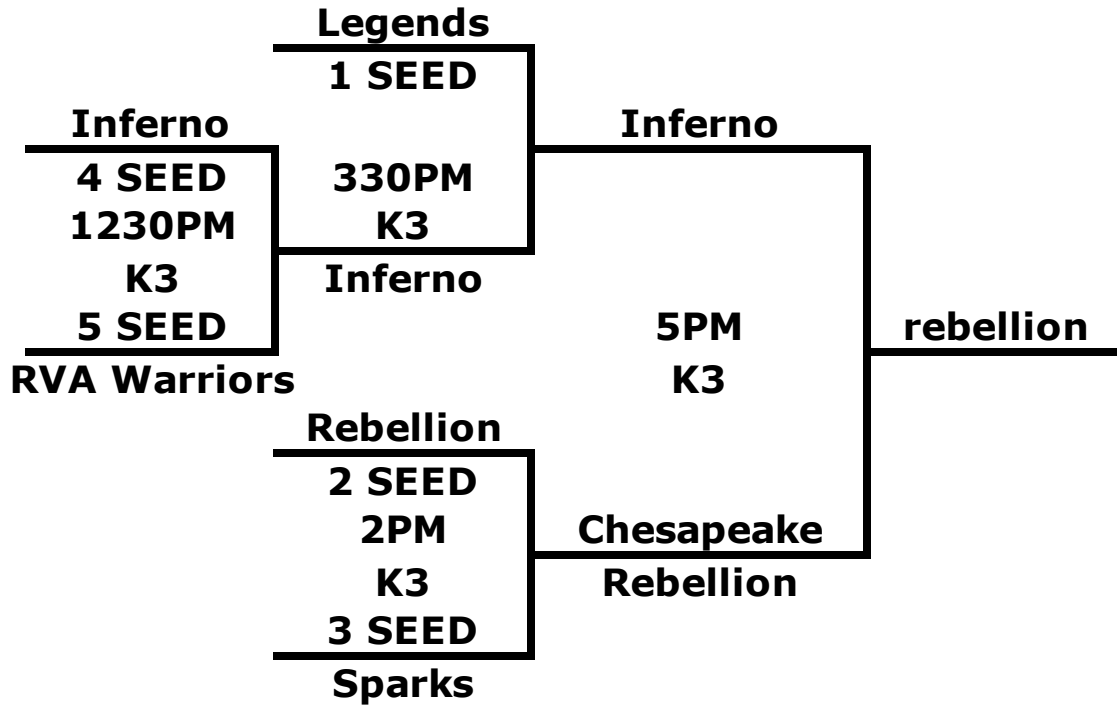 Legends
1 SEED
Inferno
Inferno
4 SEED
330PM
1230PM
K3
K3
Inferno
5 SEED
5PM
rebellion
RVA Warriors
K3
Rebellion
2 SEED
2PM
Chesapeake
K3
Rebellion
3 SEED
Sparks